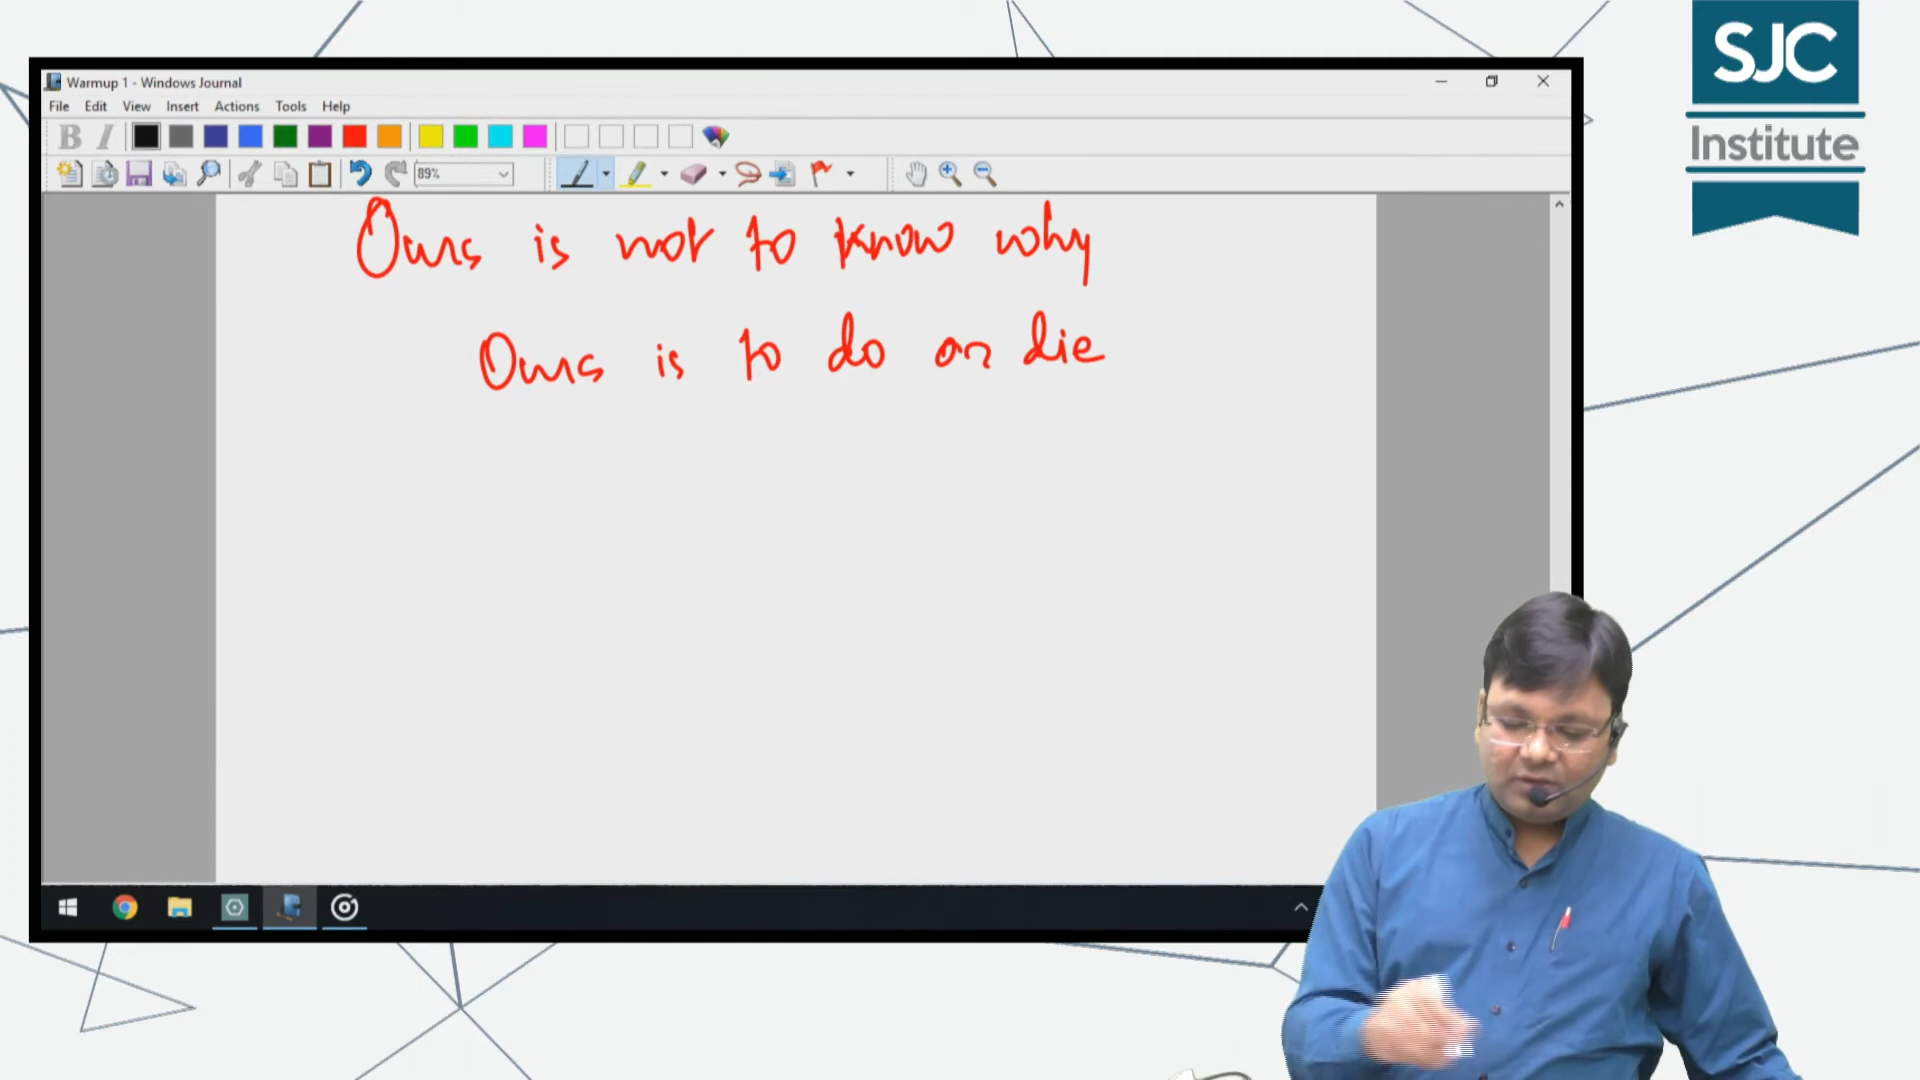 SJC
Institute
Warmup 1 - Windows Journal
File Edit View Insert Actions Tools Help
B I
89%
Ours is not to know why
Ours is to do or die